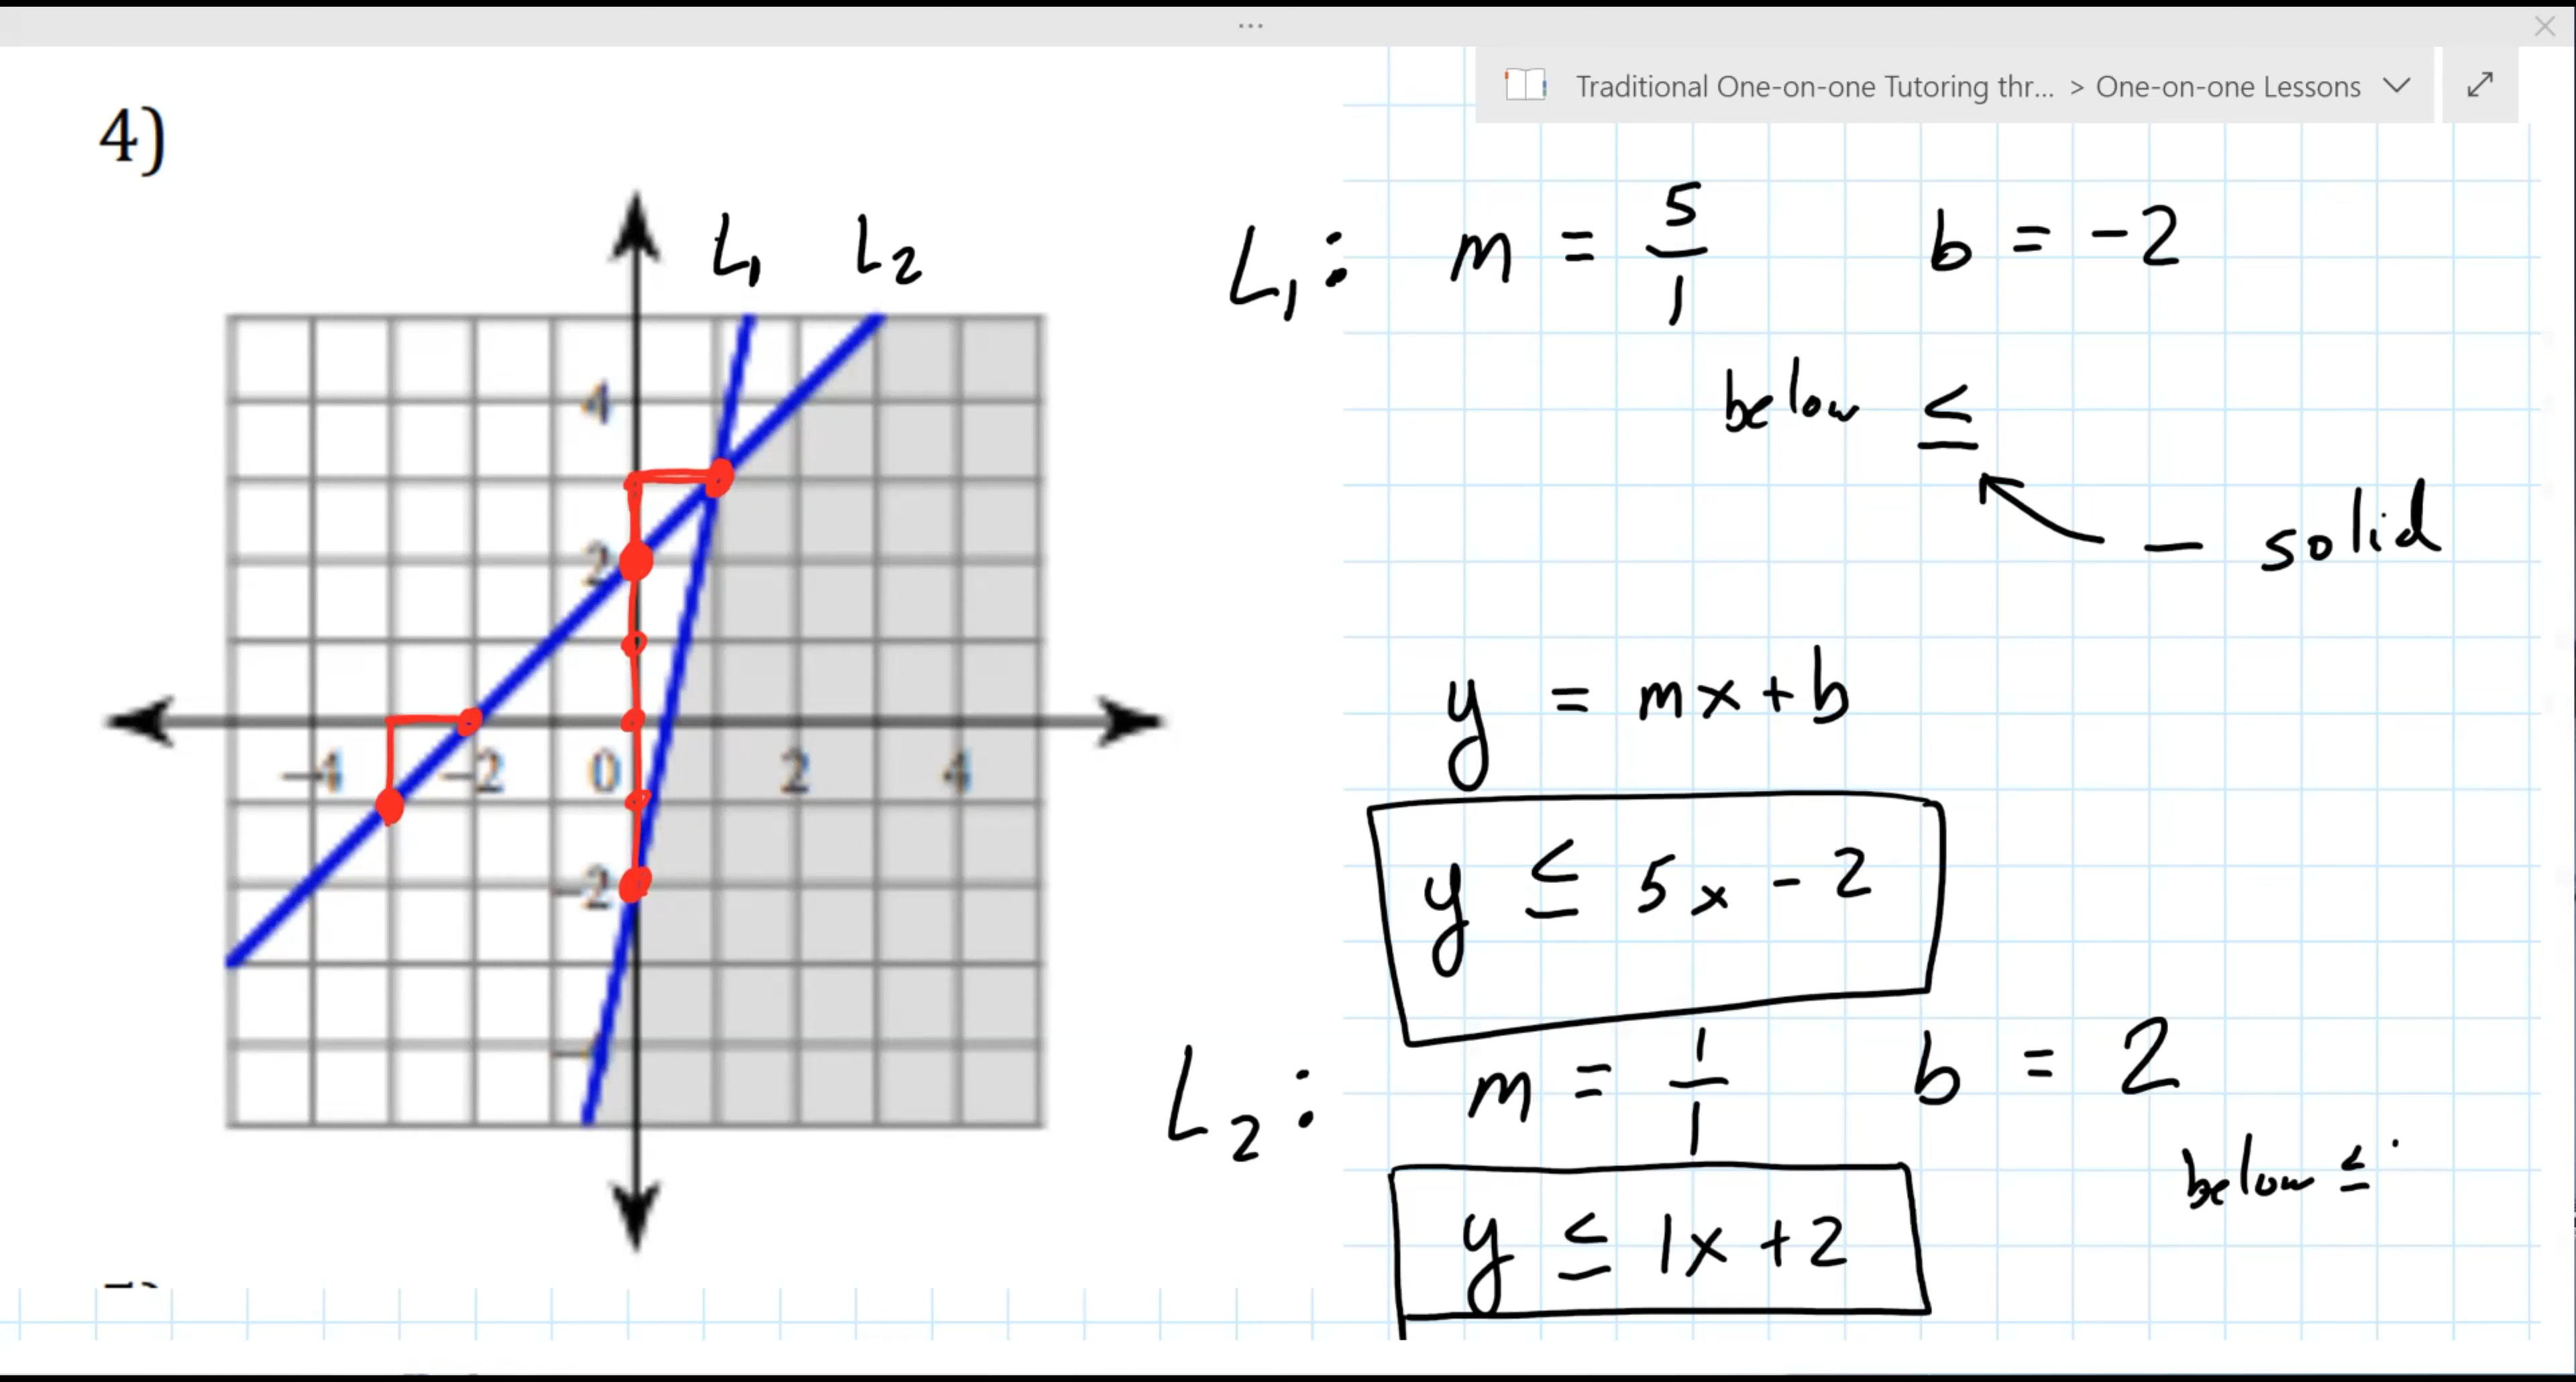 ...
Traditional One-on-one Tutoring thr... > One-on-one Lessons
4)
L₁ L₂
L₁: m = 5/1 b = -2
4
below ≤
— solid
2
y = mx+b
-4 -2 0 2 4
y ≤ 5x - 2
-2
L₂: m = 1/1 b = 2
below ≤
y ≤ 1x + 2